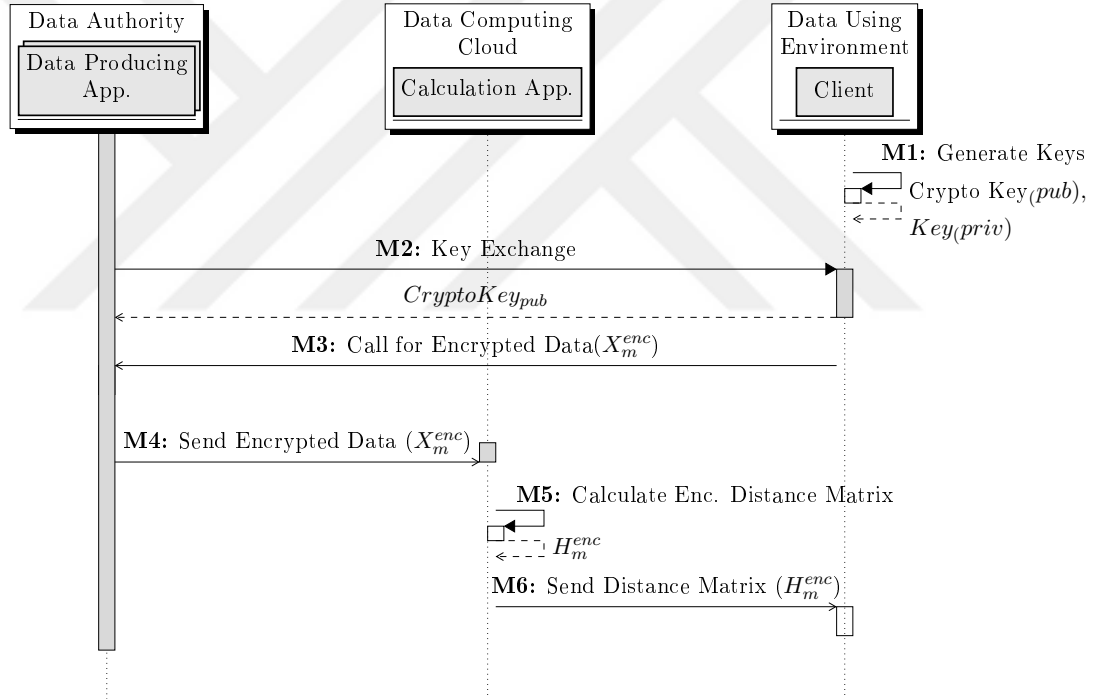 Data Authority
Data Producing
App.
Data Computing
Cloud
Calculation App.
Data Using
Environment
Client
M1: Generate Keys
Crypto Key₍pub),
Key₍priv)
M2: Key Exchange
CryptoKey_pub
M3: Call for Encrypted Data(X_m^enc)
M4: Send Encrypted Data (X_m^enc)
M5: Calculate Enc. Distance Matrix
H_m^enc
M6: Send Distance Matrix (H_m^enc)